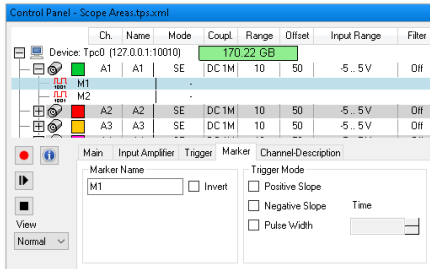 Control Panel - Scope Areas.tps.xml
Ch. Name Mode Coupl. Range Offset Input Range Filter
Device: Tpc0 (127.0.0.1:10010) 170.22 GB
A1 A1 SE DC 1M 10 50 -5 .. 5 V Off
1001 M1
1001 M2
A2 A2 SE DC 1M 10 50 -5 .. 5 V Off
A3 A3 SE DC 1M 10 50 -5 .. 5 V Off
Main Input Amplifier Trigger Marker Channel-Description
Marker Name Trigger Mode
M1 Invert Positive Slope
Negative Slope Time
Pulse Width
View
Normal